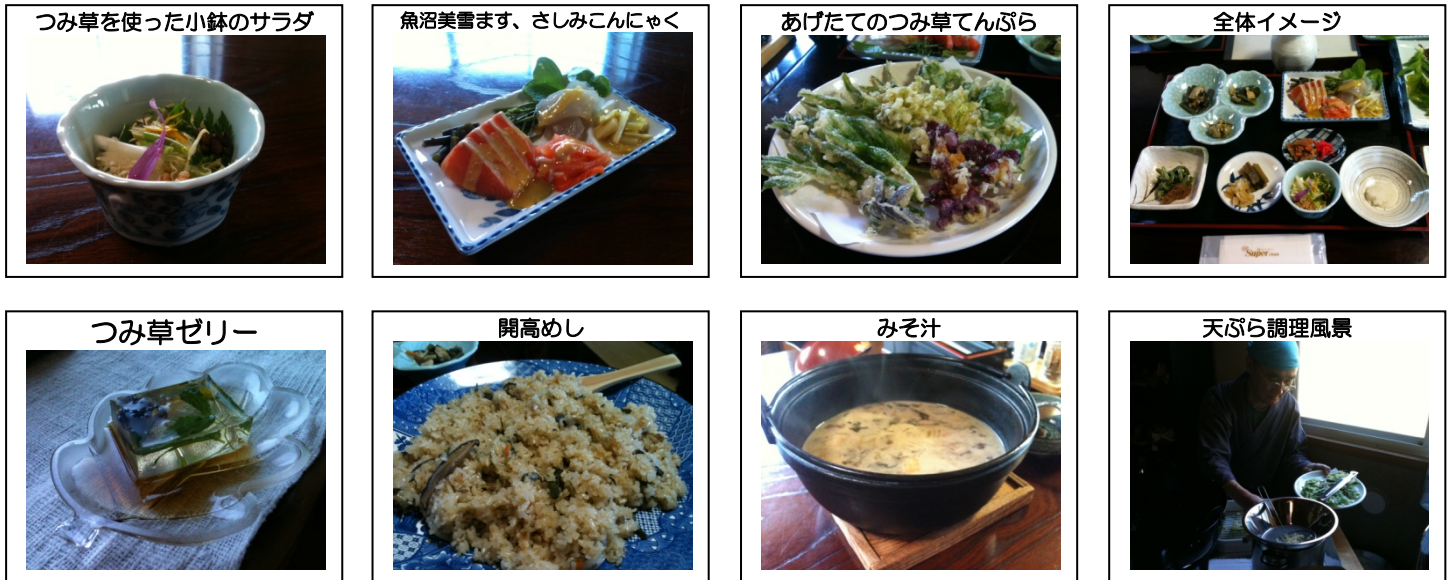 つみ草を使った小鉢のサラダ
魚沼美雪ます、さしみこんにゃく
あげたてのつみ草てんぷら
全体イメージ
Super
つみ草ゼリー
開高めし
みそ汁
天ぷら調理風景